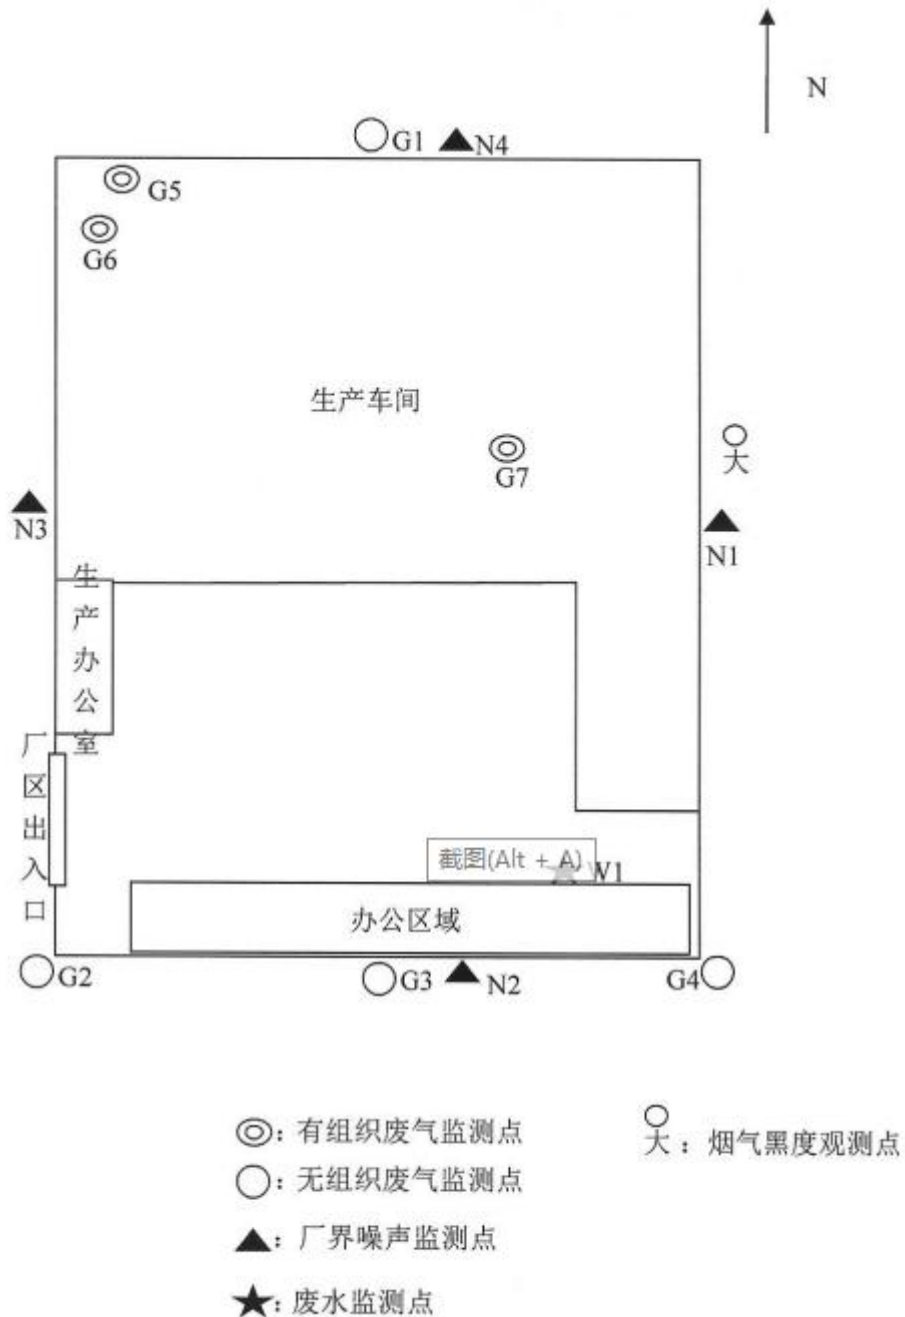 N
G1
N4
G5
G6
生产车间
G7
大
N3
N1
生产办公室
厂区出入口
截图(Alt + A)
W1
办公区域
G2
G3
N2
G4
：有组织废气监测点
大：烟气黑度观测点
：无组织废气监测点
：厂界噪声监测点
：废水监测点